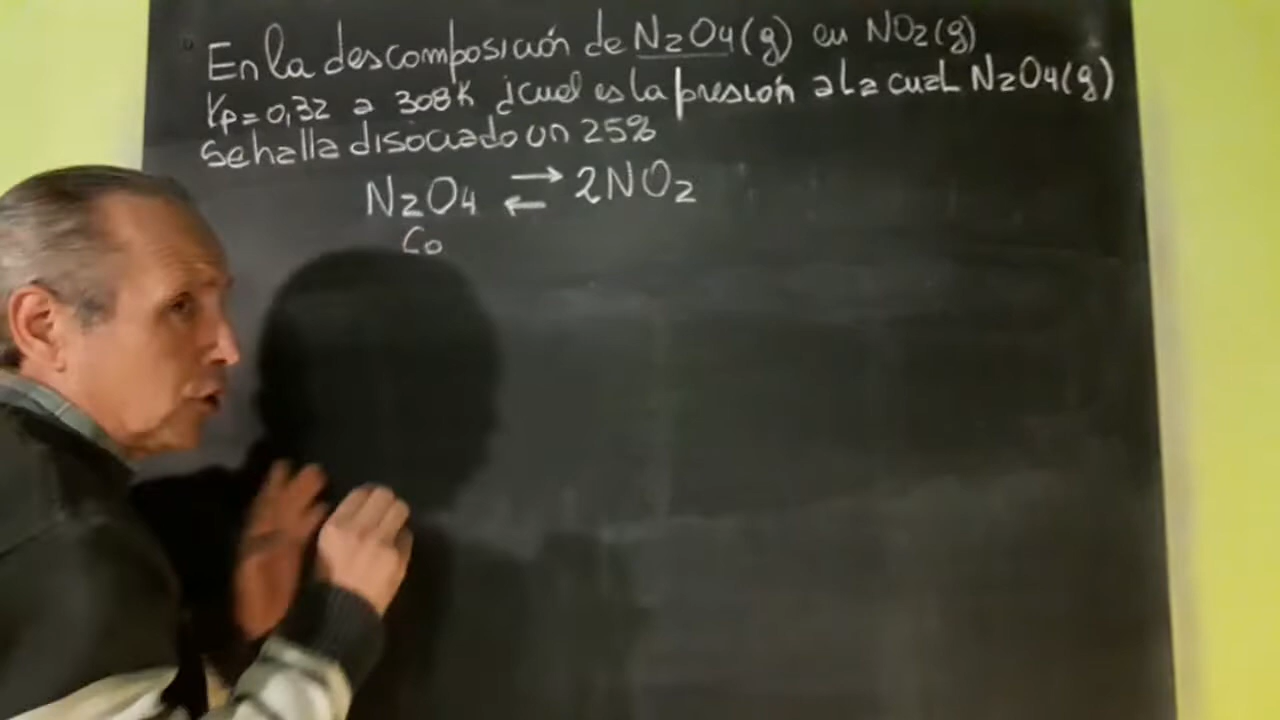 En la descomposición de N2O4(g) en NO2(g)
Kp=0,32 a 308K ¿cual es la presión a la cual N2O4(g)
se halla disociado un 25%
N2O4 ⇄ 2NO2
Co